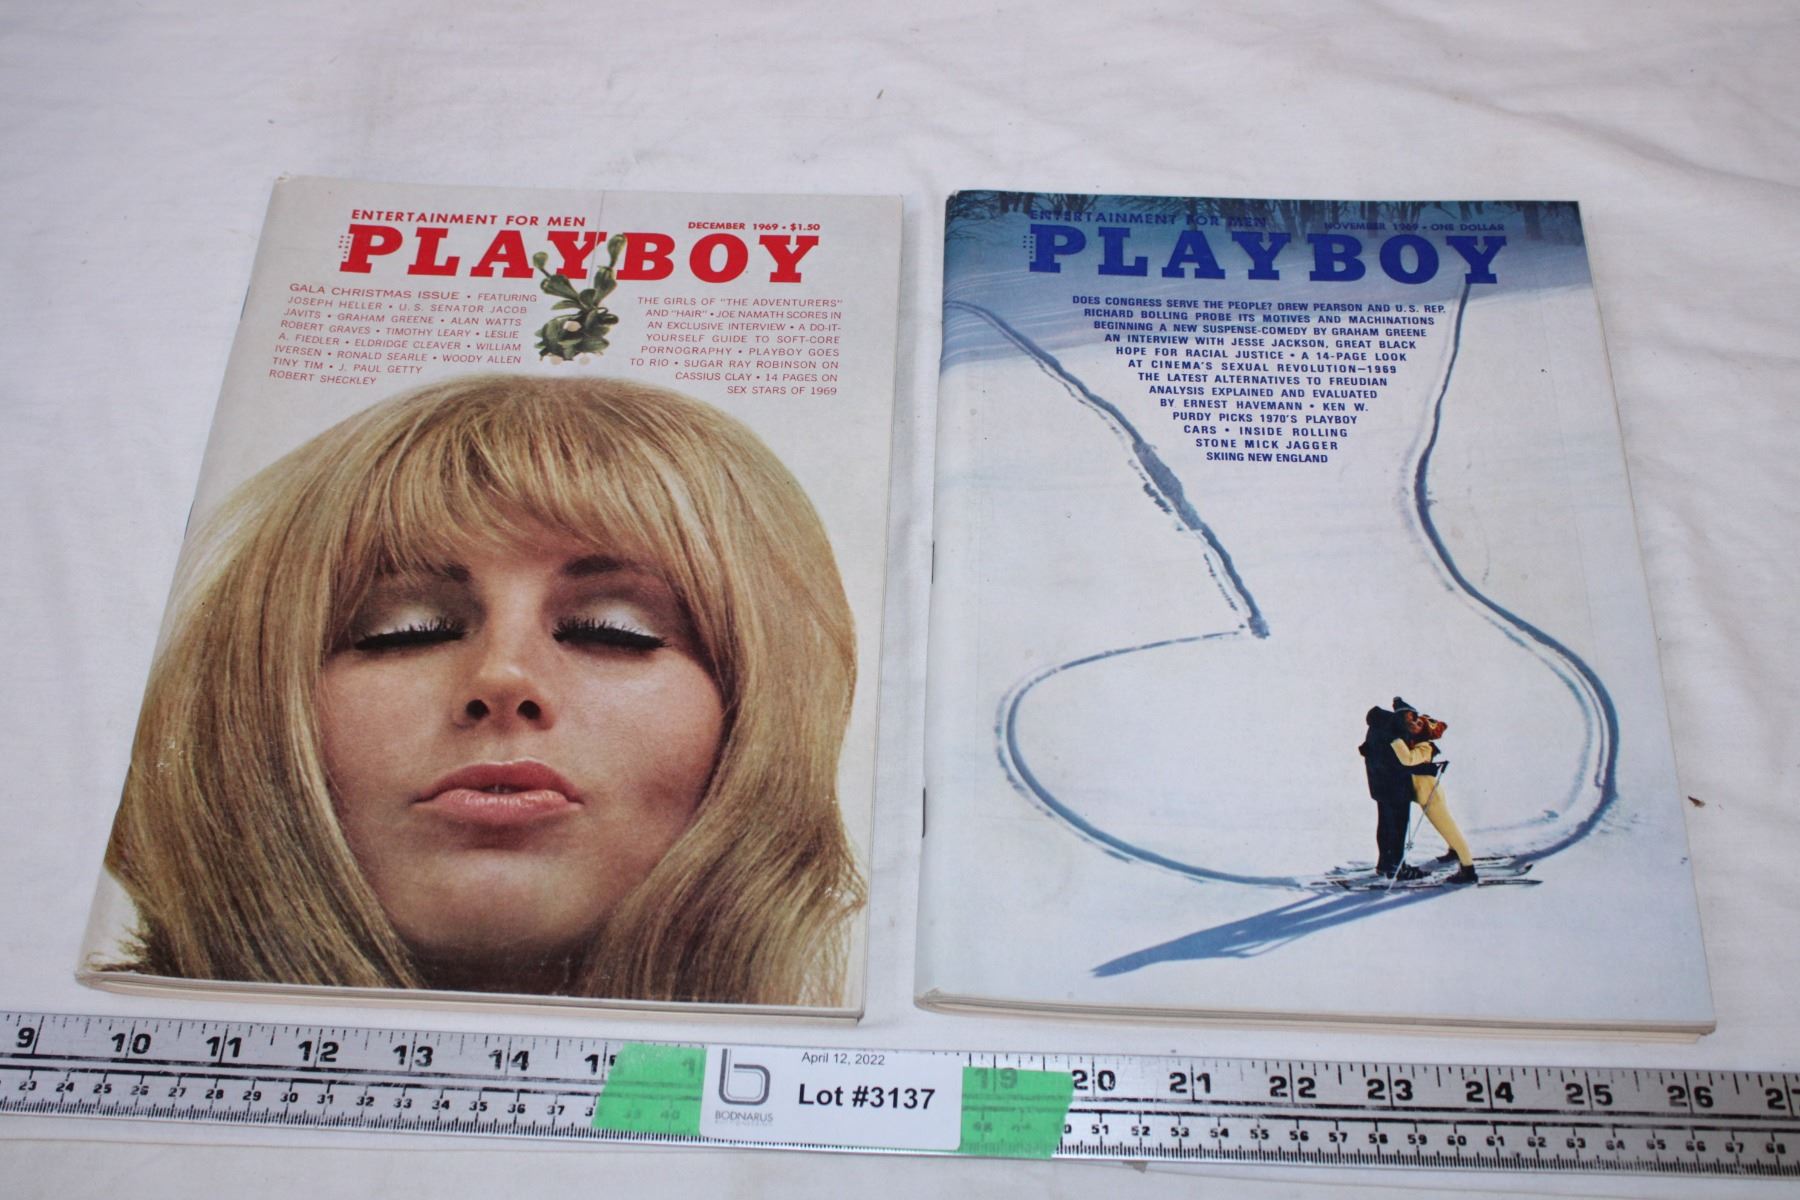 ENTERTAINMENT FOR MEN
DECEMBER 1969 • $1.50
PLAYBOY
GALA CHRISTMAS ISSUE • FEATURING
JOSEPH HELLER • U.S. SENATOR JACOB
JAVITS • GRAHAM GREENE • ALAN WATTS
ROBERT GRAVES • TIMOTHY LEARY • LESLIE
A. FIEDLER • ELDRIDGE CLEAVER • WILLIAM
IVERSEN • RONALD SEARLE • WOODY ALLEN
TINY TIM • J. PAUL GETTY
ROBERT SHECKLEY
THE GIRLS OF "THE ADVENTURERS"
AND "HAIR" • JOE NAMATH SCORES IN
AN EXCLUSIVE INTERVIEW • A DO-IT-
YOURSELF GUIDE TO SOFT-CORE
PORNOGRAPHY • PLAYBOY GOES
TO RIO • SUGAR RAY ROBINSON ON
CASSIUS CLAY • 14 PAGES ON
SEX STARS OF 1969
ENTERTAINMENT FOR MEN
NOVEMBER 1969 • ONE DOLLAR
PLAYBOY
DOES CONGRESS SERVE THE PEOPLE? DREW PEARSON AND U.S. REP.
RICHARD BOLLING PROBE ITS MOTIVES AND MACHINATIONS
BEGINNING A NEW SUSPENSE-COMEDY BY GRAHAM GREENE
AN INTERVIEW WITH JESSE JACKSON, GREAT BLACK
HOPE FOR RACIAL JUSTICE • A 14-PAGE LOOK
AT CINEMA'S SEXUAL REVOLUTION—1969
THE LATEST ALTERNATIVES TO FREUDIAN
ANALYSIS EXPLAINED AND EVALUATED
BY ERNEST HAVEMANN • KEN W.
PURDY PICKS 1970'S PLAYBOY
CARS • INSIDE ROLLING
STONE MICK JAGGER
SKIING NEW ENGLAND
9 10 11 12 13 14 19 20 21 22 23 24 25 26
23 24 25 26 27 28 29 30 31 32 33 34 35 36 37 51 52 53 54 55 56 57 58 59 60 61 62 63 64 65 66 67 68
April 12, 2022
Lot #3137
BODNARUS